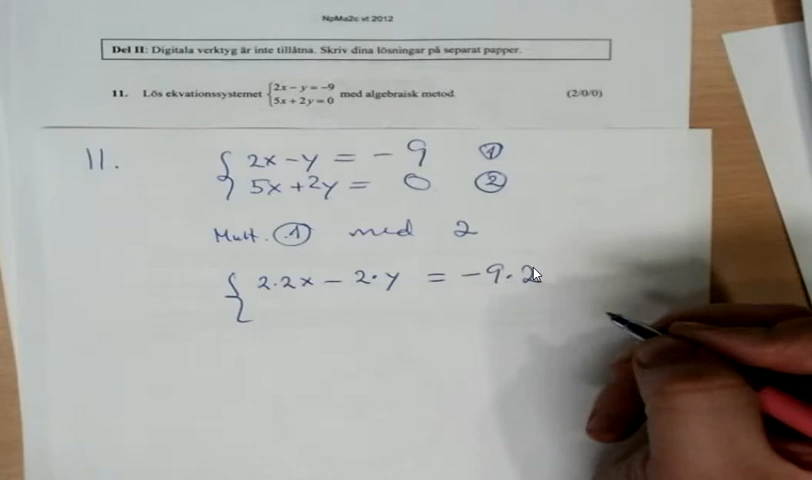 NpMa2c vt 2012
Del II: Digitala verktyg är inte tillåtna. Skriv dina lösningar på separat papper.
11. Lös ekvationssystemet {2x − y = −9 med algebraisk metod. (2/0/0)
5x + 2y = 0
11. { 2x − y = − 9 ①
5x + 2y = 0 ②
Mult. ① med 2
{ 2·2x − 2·y = −9·2